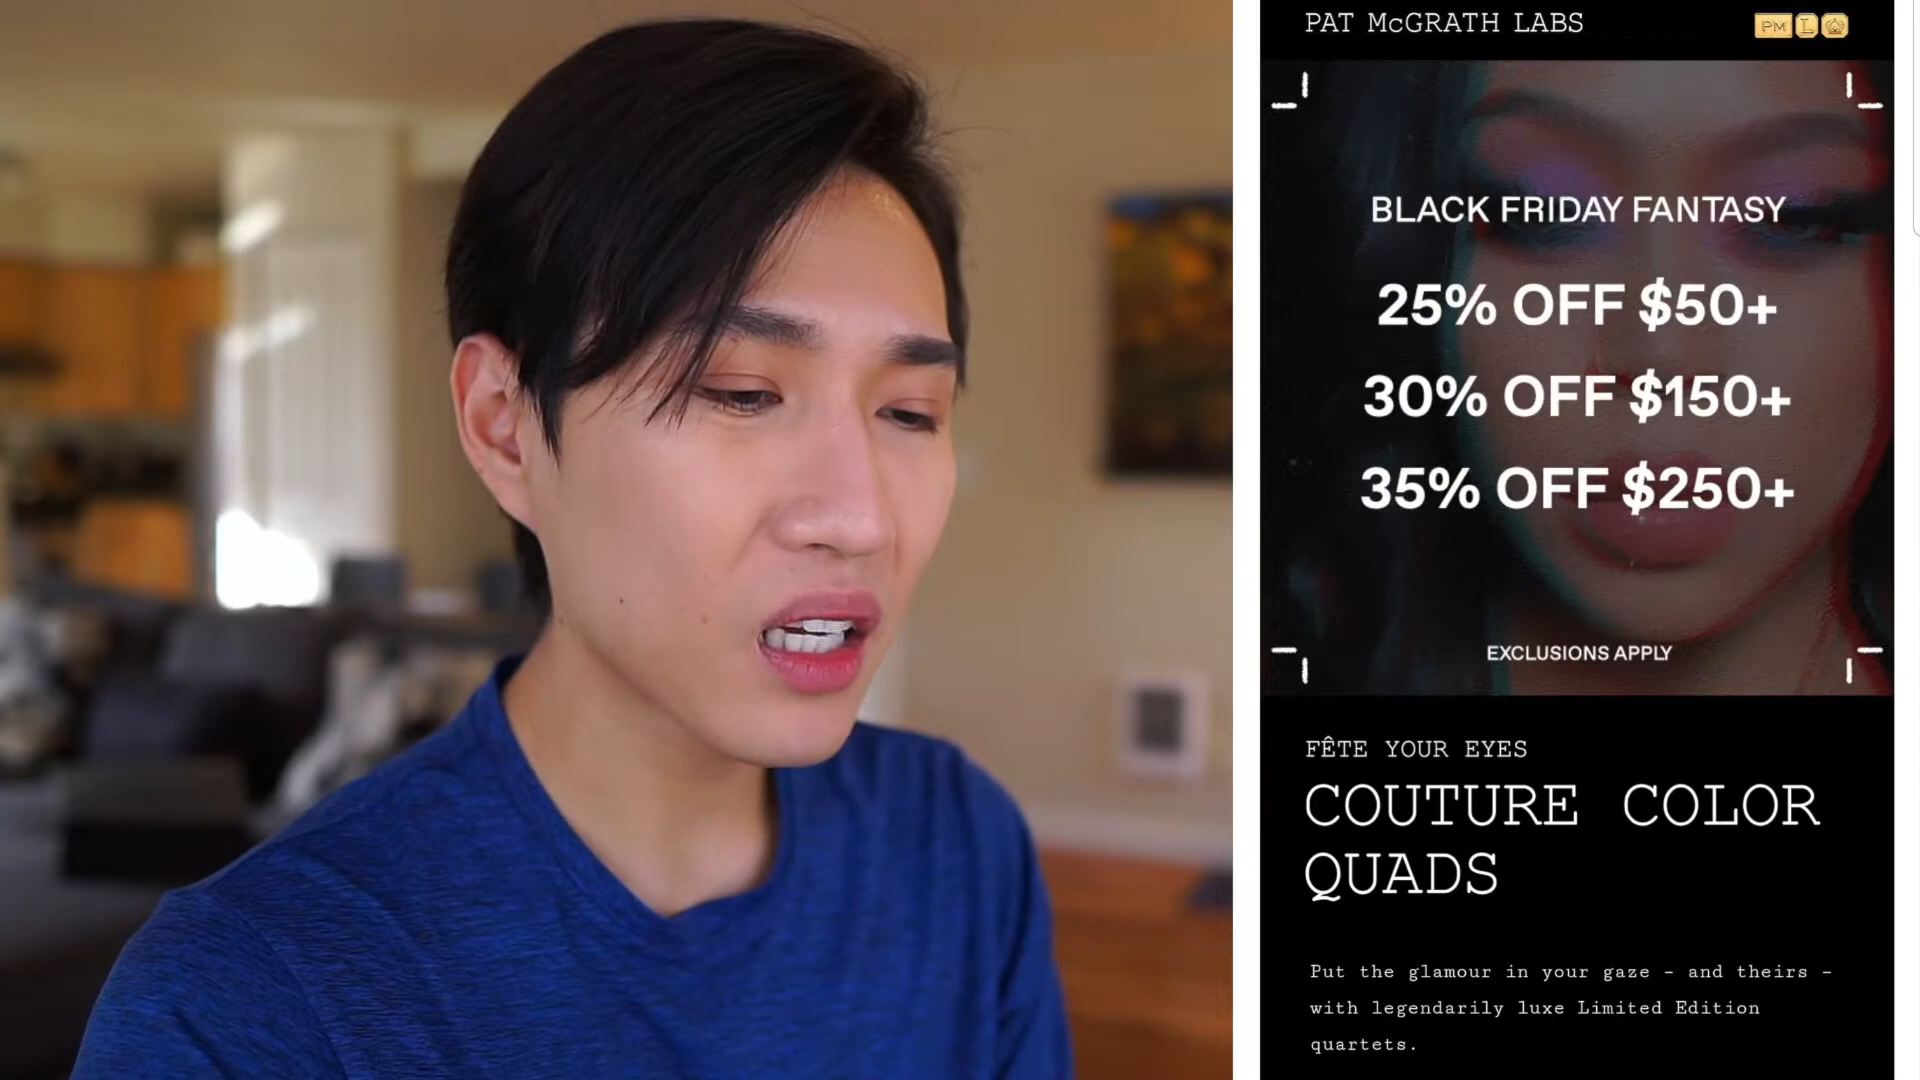 PAT McGRATH LABS
PM L
BLACK FRIDAY FANTASY
25% OFF $50+
30% OFF $150+
35% OFF $250+
EXCLUSIONS APPLY
FÊTE YOUR EYES
COUTURE COLOR
QUADS
Put the glamour in your gaze – and theirs –
with legendarily luxe Limited Edition
quartets.